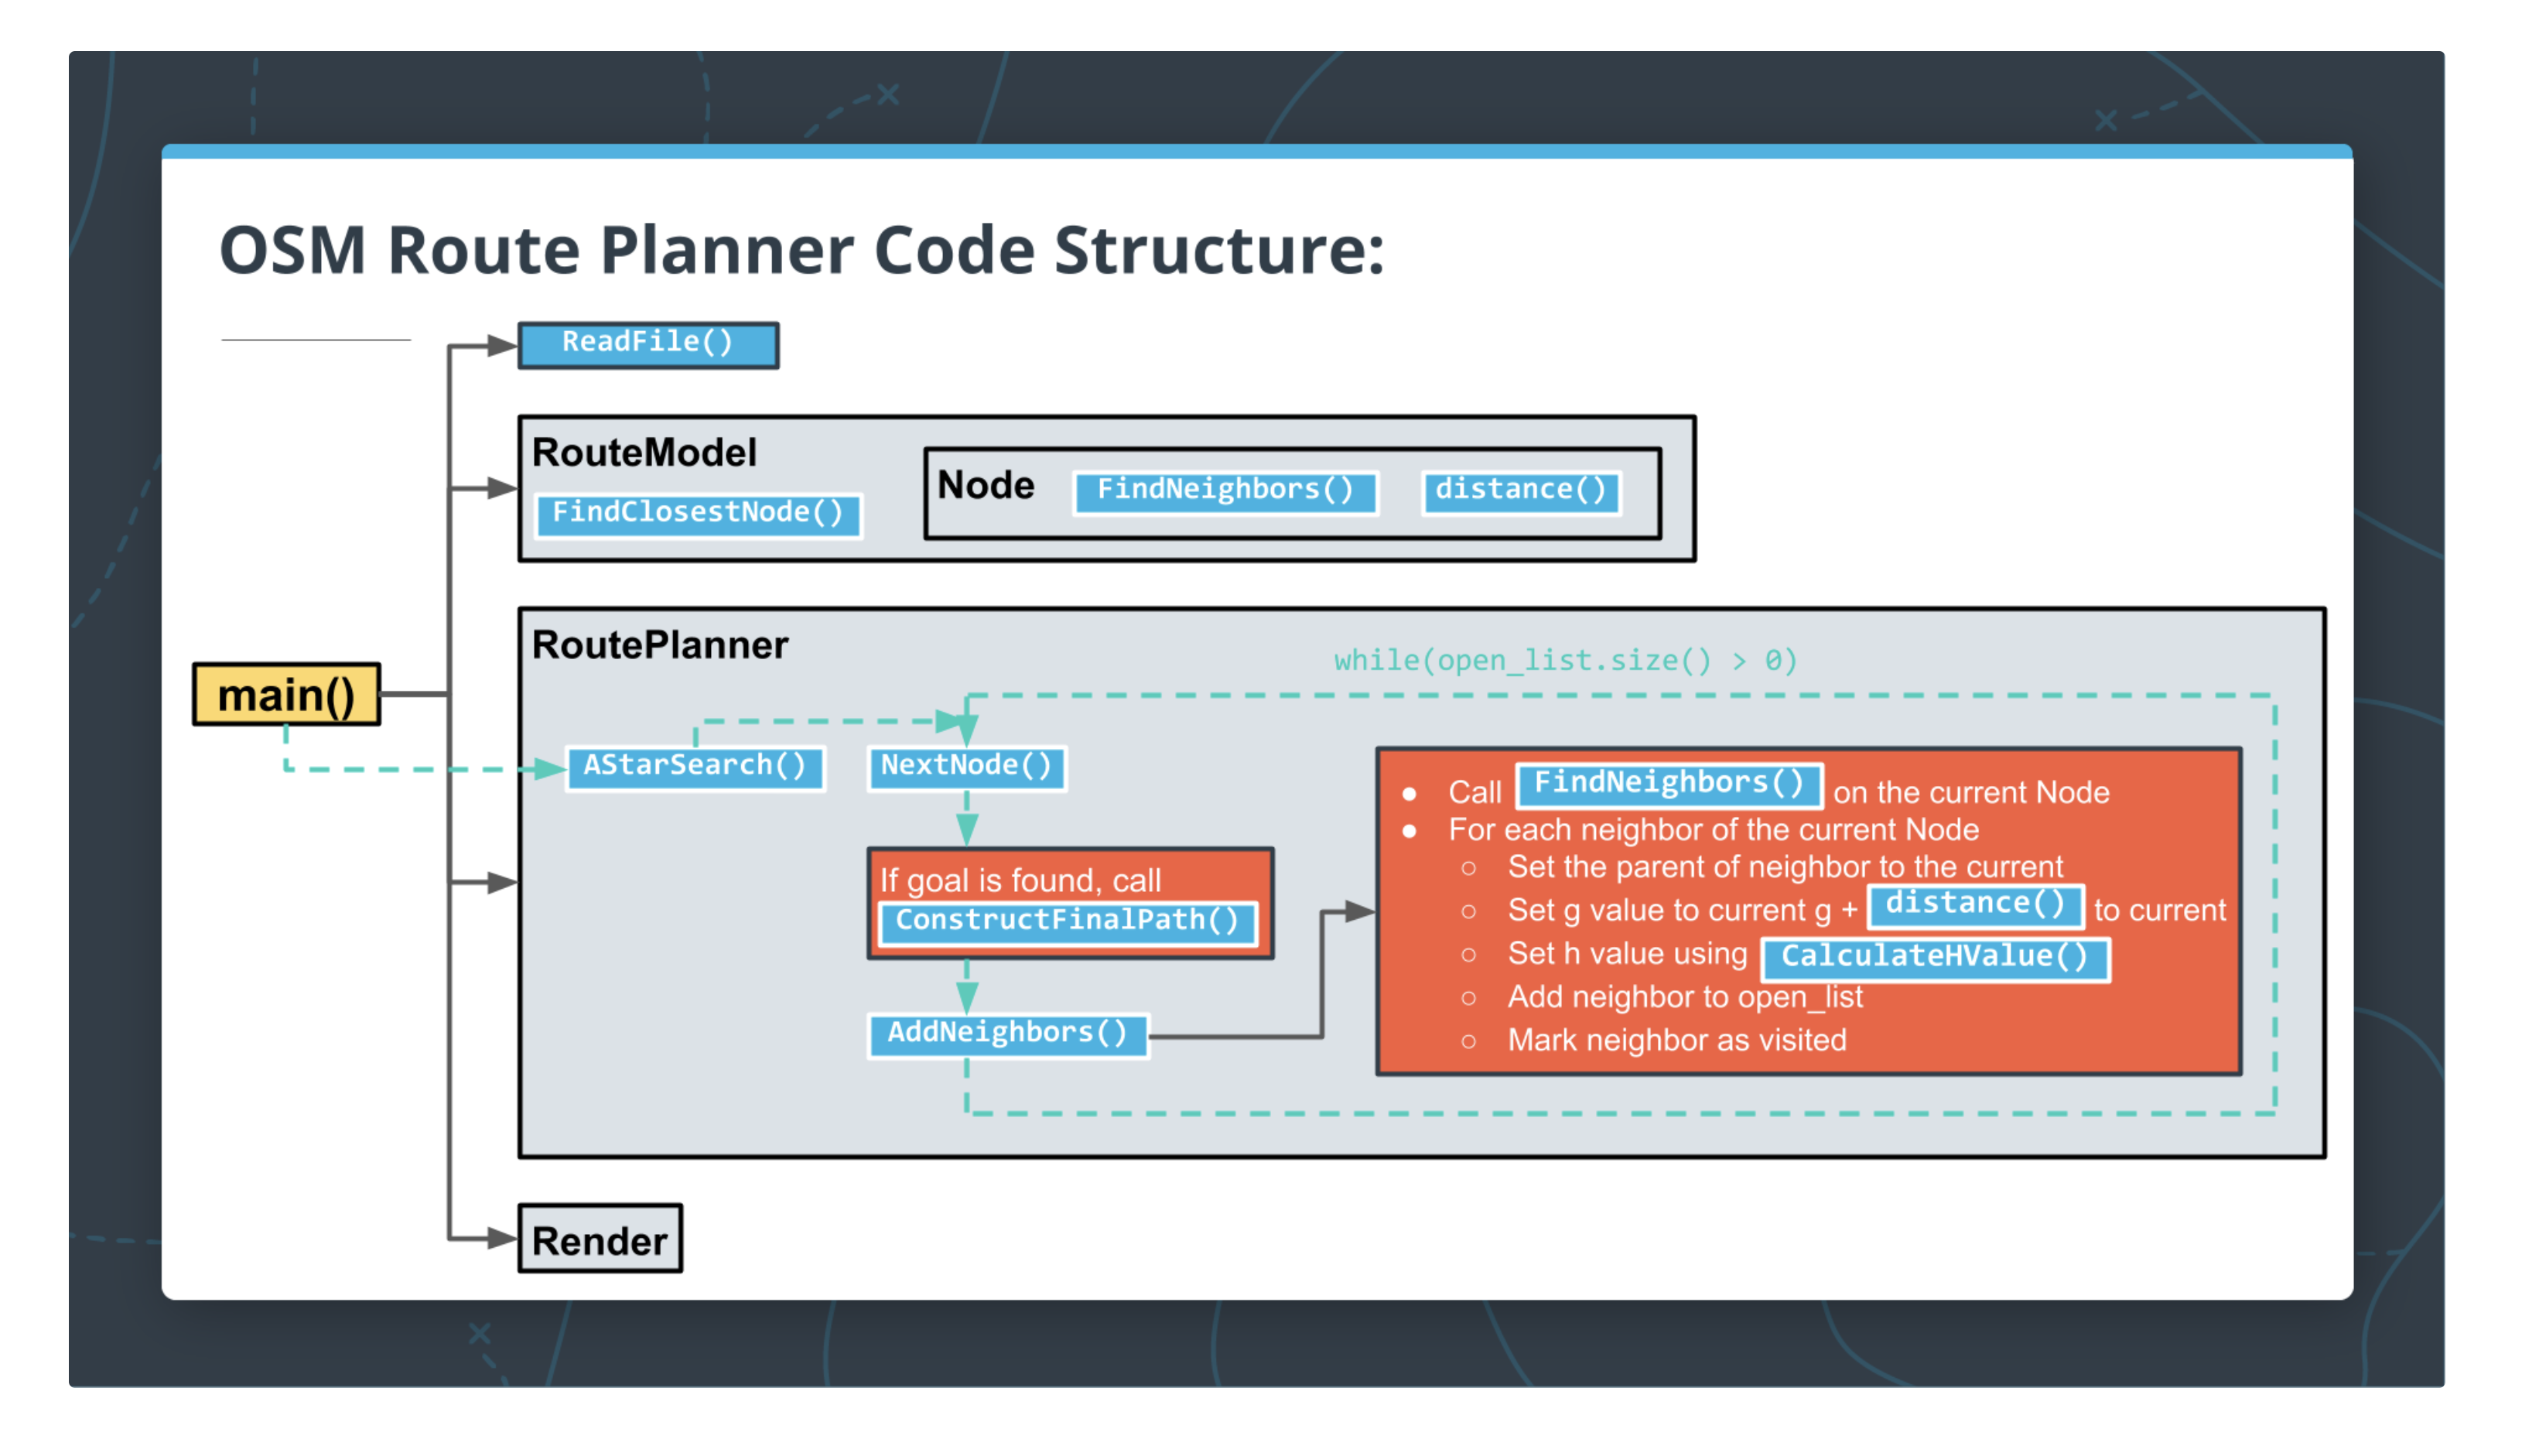 OSM Route Planner Code Structure:
ReadFile()
RouteModel
FindClosestNode()
Node
FindNeighbors()
distance()
main()
RoutePlanner
while(open_list.size() > 0)
AStarSearch()
NextNode()
If goal is found, call
ConstructFinalPath()
AddNeighbors()
● Call FindNeighbors() on the current Node
● For each neighbor of the current Node
○ Set the parent of neighbor to the current
○ Set g value to current g + distance() to current
○ Set h value using CalculateHValue()
○ Add neighbor to open_list
○ Mark neighbor as visited
Render